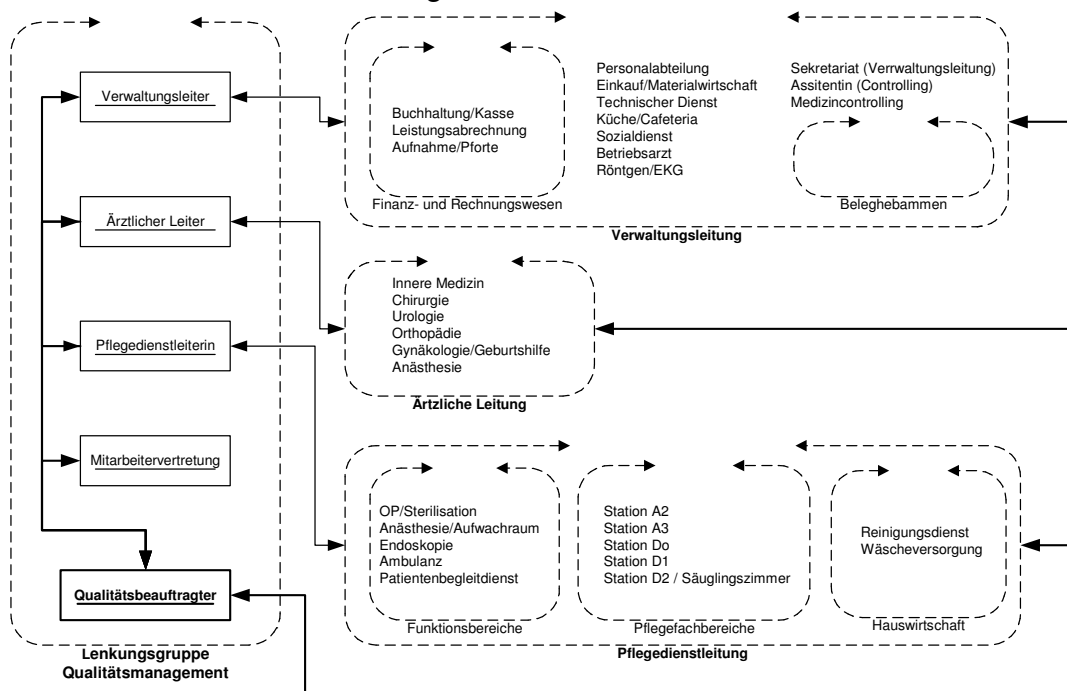 Verwaltungsleiter
Ärztlicher Leiter
Pflegedienstleiterin
Mitarbeitervertretung
Qualitätsbeauftragter
Lenkungsgruppe
Qualitätsmanagement
Buchhaltung/Kasse
Leistungsabrechnung
Aufnahme/Pforte
Finanz- und Rechnungswesen
Personalabteilung
Einkauf/Materialwirtschaft
Technischer Dienst
Küche/Cafeteria
Sozialdienst
Betriebsarzt
Röntgen/EKG
Sekretariat (Verrwaltungsleitung)
Assitentin (Controlling)
Medizincontrolling
Beleghebammen
Verwaltungsleitung
Innere Medizin
Chirurgie
Urologie
Orthopädie
Gynäkologie/Geburtshilfe
Anästhesie
Ärtzliche Leitung
OP/Sterilisation
Anästhesie/Aufwachraum
Endoskopie
Ambulanz
Patientenbegleitdienst
Funktionsbereiche
Station A2
Station A3
Station Do
Station D1
Station D2 / Säuglingszimmer
Pflegefachbereiche
Reinigungsdienst
Wäscheversorgung
Hauswirtschaft
Pflegedienstleitung